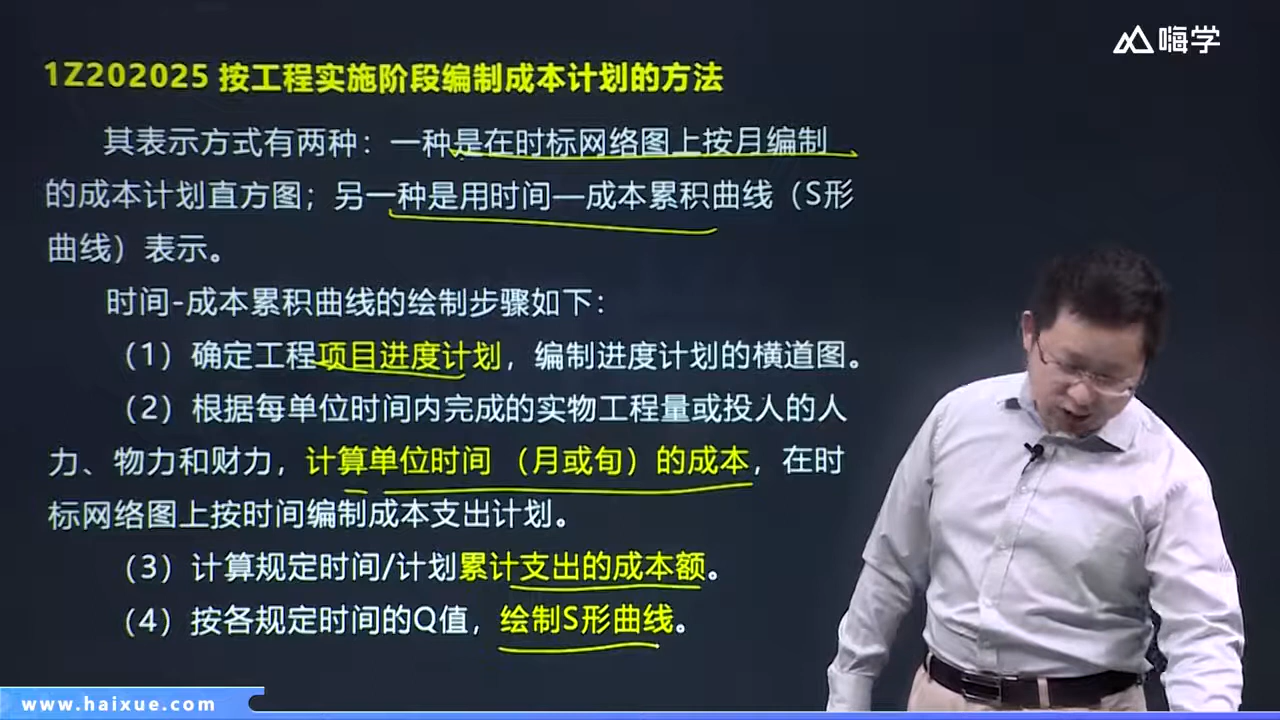 嗨学
1Z202025 按工程实施阶段编制成本计划的方法
其表示方式有两种：一种是在时标网络图上按月编制
的成本计划直方图；另一种是用时间—成本累积曲线（S形
曲线）表示。
时间-成本累积曲线的绘制步骤如下：
（1）确定工程项目进度计划，编制进度计划的横道图。
（2）根据每单位时间内完成的实物工程量或投入的人
力、物力和财力，计算单位时间（月或旬）的成本，在时
标网络图上按时间编制成本支出计划。
（3）计算规定时间/计划累计支出的成本额。
（4）按各规定时间的Q值，绘制S形曲线。
www.haixue.com